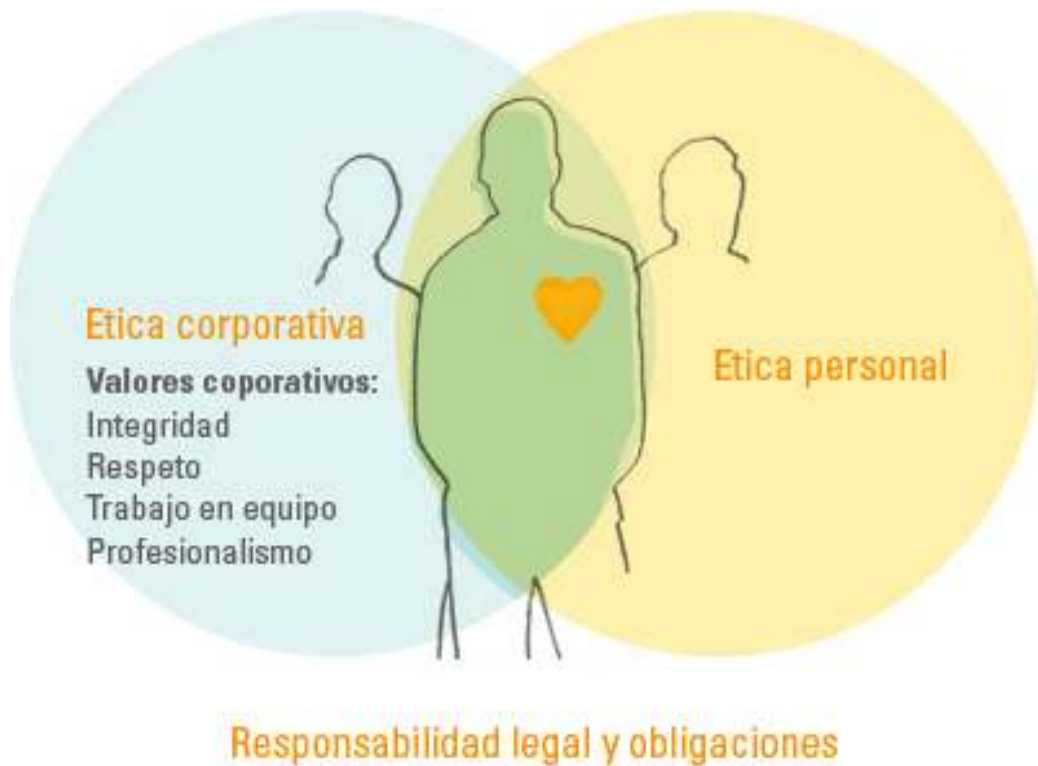 Etica corporativa
Valores coporativos:
Integridad
Respeto
Trabajo en equipo
Profesionalismo
Etica personal
Responsabilidad legal y obligaciones